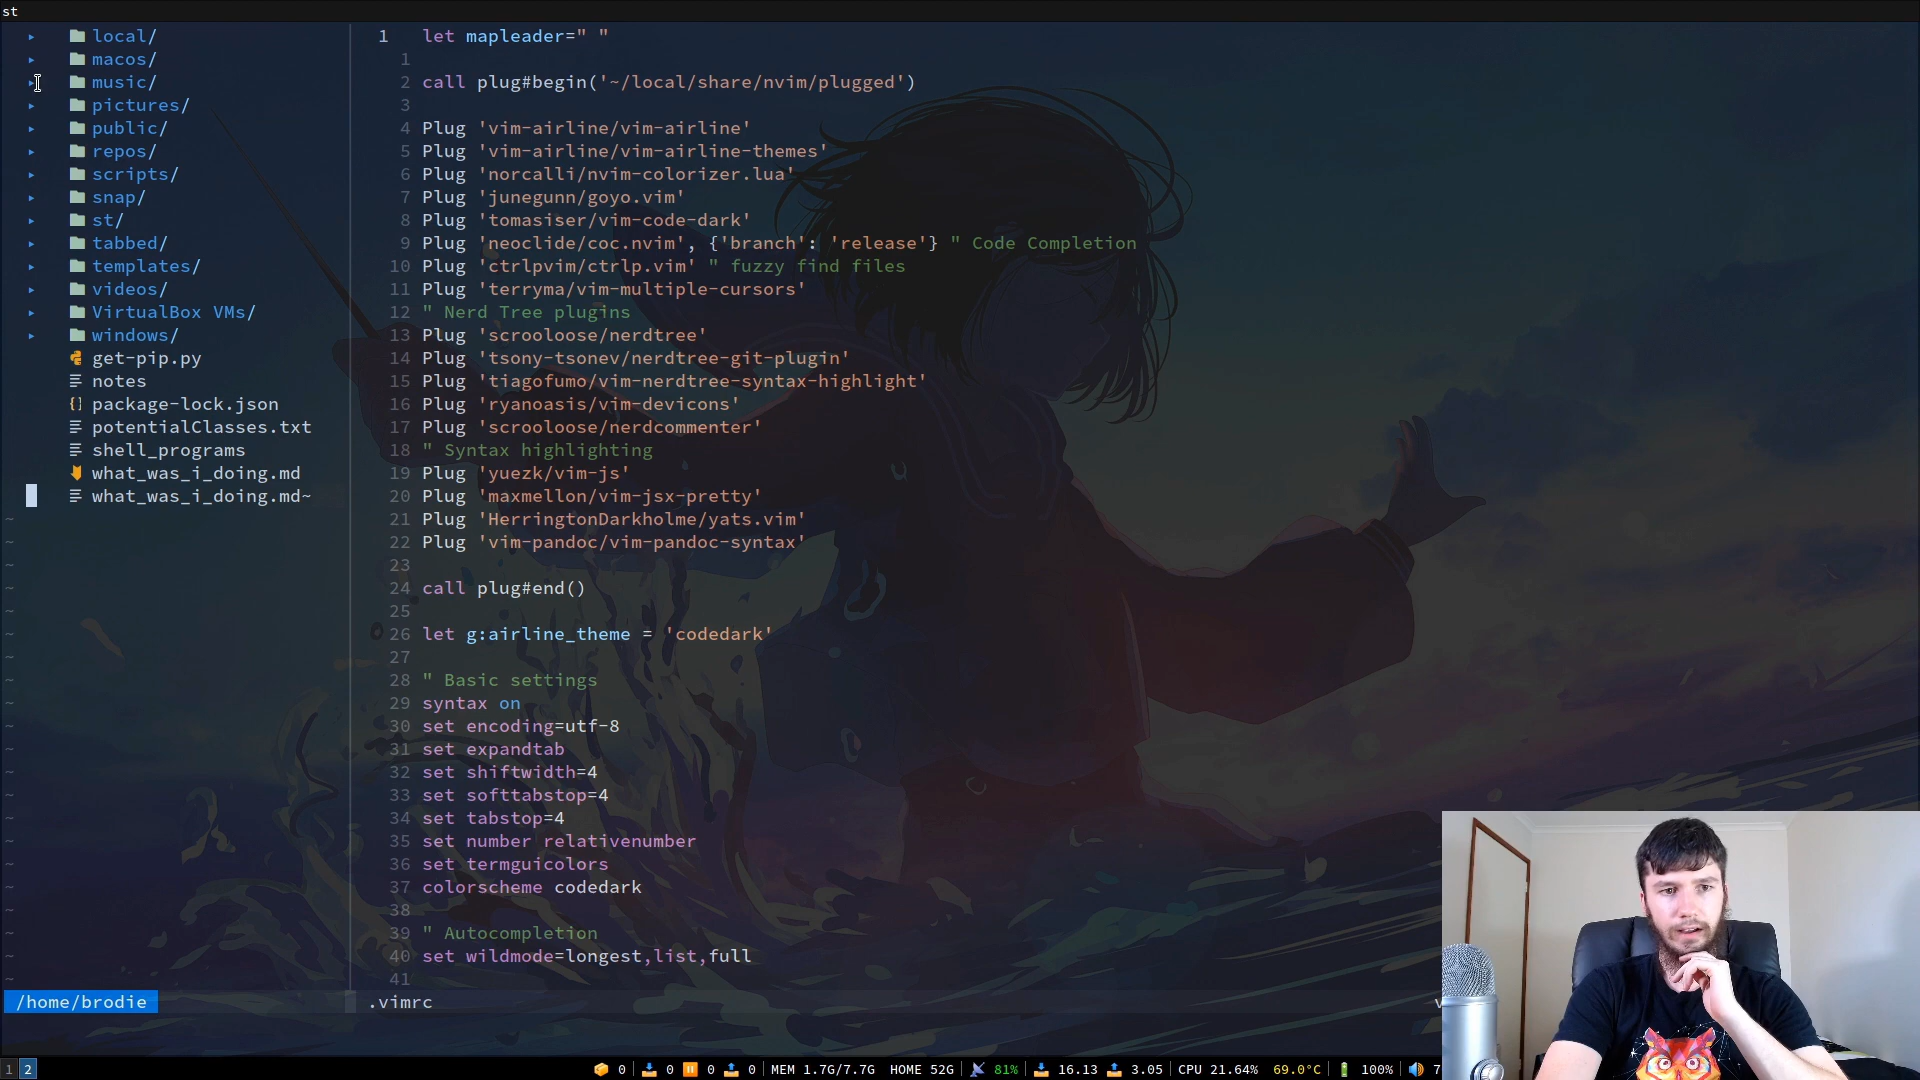 st
local/
macos/
music/
pictures/
public/
repos/
scripts/
snap/
st/
tabbed/
templates/
videos/
VirtualBox VMs/
windows/
get-pip.py
notes
package-lock.json
potentialClasses.txt
shell_programs
what_was_i_doing.md
what_was_i_doing.md~
/home/brodie
1 let mapleader=" "
1
2 call plug#begin('~/local/share/nvim/plugged')
3
4 Plug 'vim-airline/vim-airline'
5 Plug 'vim-airline/vim-airline-themes'
6 Plug 'norcalli/nvim-colorizer.lua'
7 Plug 'junegunn/goyo.vim'
8 Plug 'tomasiser/vim-code-dark'
9 Plug 'neoclide/coc.nvim', {'branch': 'release'} " Code Completion
10 Plug 'ctrlpvim/ctrlp.vim' " fuzzy find files
11 Plug 'terryma/vim-multiple-cursors'
12 " Nerd Tree plugins
13 Plug 'scrooloose/nerdtree'
14 Plug 'tsony-tsonev/nerdtree-git-plugin'
15 Plug 'tiagofumo/vim-nerdtree-syntax-highlight'
16 Plug 'ryanoasis/vim-devicons'
17 Plug 'scrooloose/nerdcommenter'
18 " Syntax highlighting
19 Plug 'yuezk/vim-js'
20 Plug 'maxmellon/vim-jsx-pretty'
21 Plug 'HerringtonDarkholme/yats.vim'
22 Plug 'vim-pandoc/vim-pandoc-syntax'
23
24 call plug#end()
25
26 let g:airline_theme = 'codedark'
27
28 " Basic settings
29 syntax on
30 set encoding=utf-8
31 set expandtab
32 set shiftwidth=4
33 set softtabstop=4
34 set tabstop=4
35 set number relativenumber
36 set termguicolors
37 colorscheme codedark
38
39 " Autocompletion
40 set wildmode=longest,list,full
41
.vimrc
1 2 0 0 0 0 MEM 1.7G/7.7G HOME 52G 81% 16.13 3.05 CPU 21.64% 69.0°C 100%